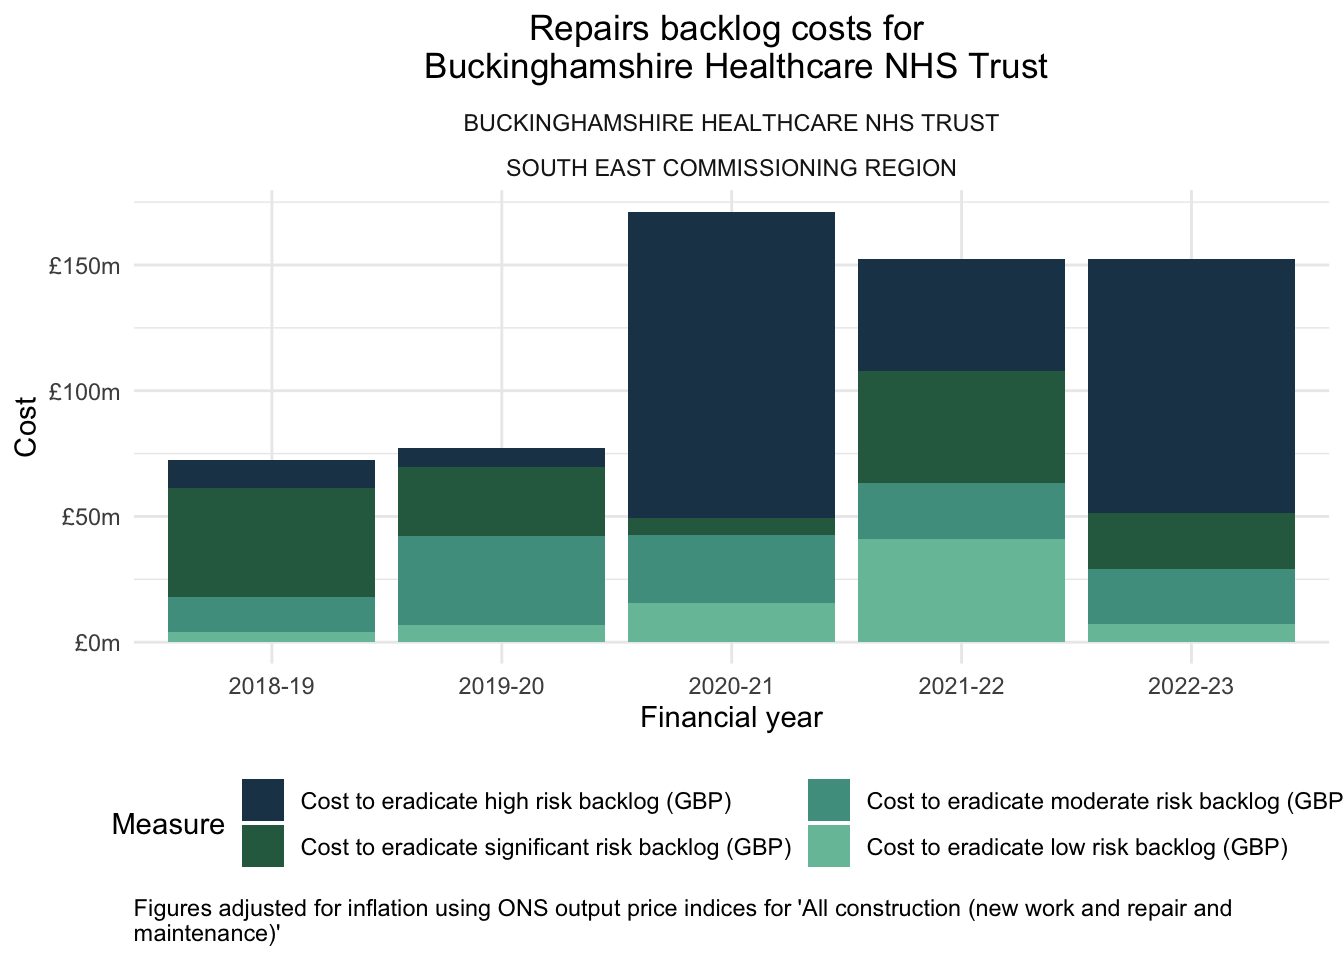 Repairs backlog costs for
Buckinghamshire Healthcare NHS Trust
BUCKINGHAMSHIRE HEALTHCARE NHS TRUST
SOUTH EAST COMMISSIONING REGION
Cost
£150m
£100m
£50m
£0m
2018-19 2019-20 2020-21 2021-22 2022-23
Financial year
Measure
Cost to eradicate high risk backlog (GBP)
Cost to eradicate significant risk backlog (GBP)
Cost to eradicate moderate risk backlog (GBP
Cost to eradicate low risk backlog (GBP)
Figures adjusted for inflation using ONS output price indices for 'All construction (new work and repair and
maintenance)'